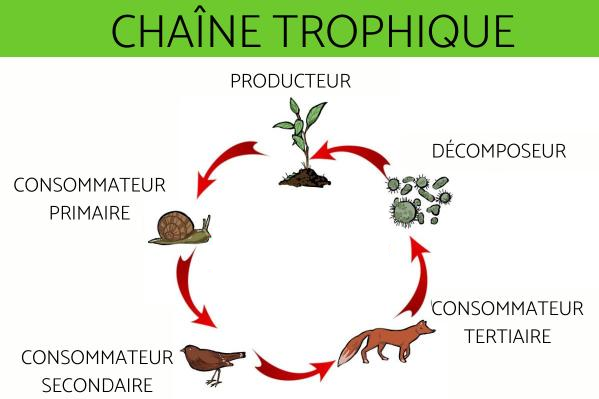 CHAÎNE TROPHIQUE
PRODUCTEUR
DÉCOMPOSEUR
CONSOMMATEUR
PRIMAIRE
CONSOMMATEUR
TERTIAIRE
CONSOMMATEUR
SECONDAIRE